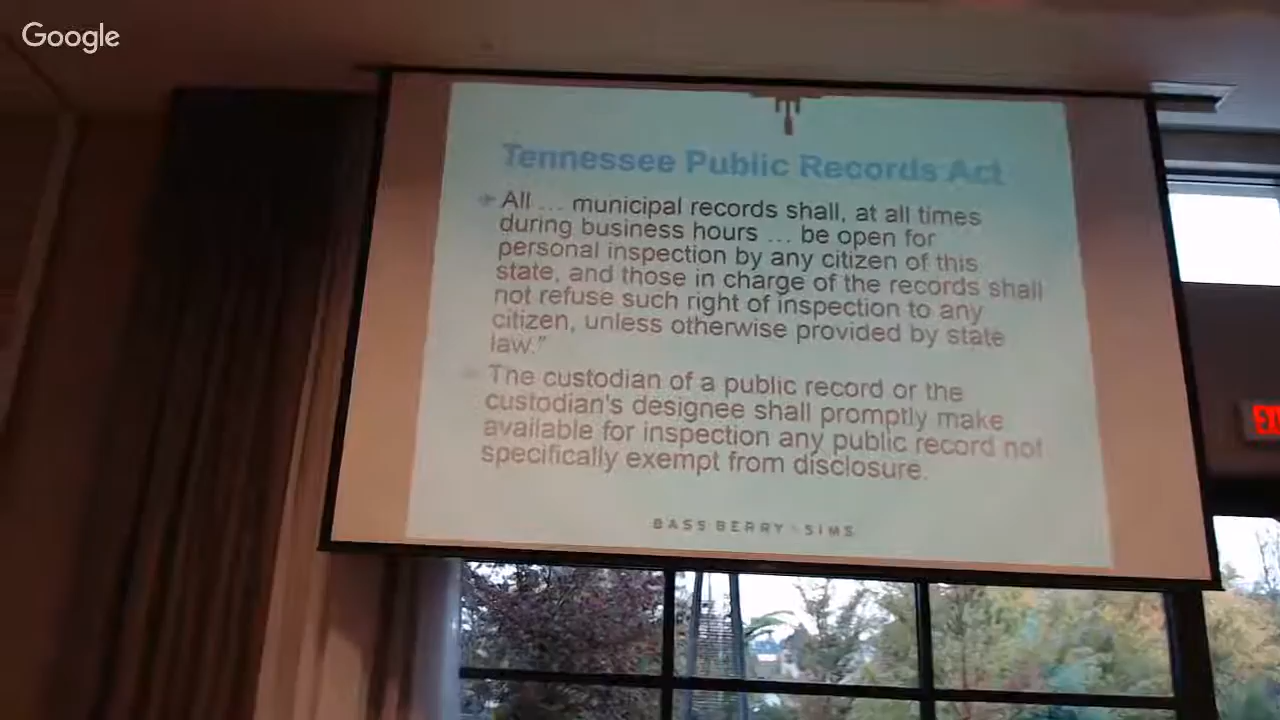 Google
Tennessee Public Records Act
All ... municipal records shall, at all times
during business hours ... be open for
personal inspection by any citizen of this
state, and those in charge of the records shall
not refuse such right of inspection to any
citizen, unless otherwise provided by state
law.”
The custodian of a public record or the
custodian's designee shall promptly make
available for inspection any public record not
specifically exempt from disclosure.
BASS BERRY SIMS